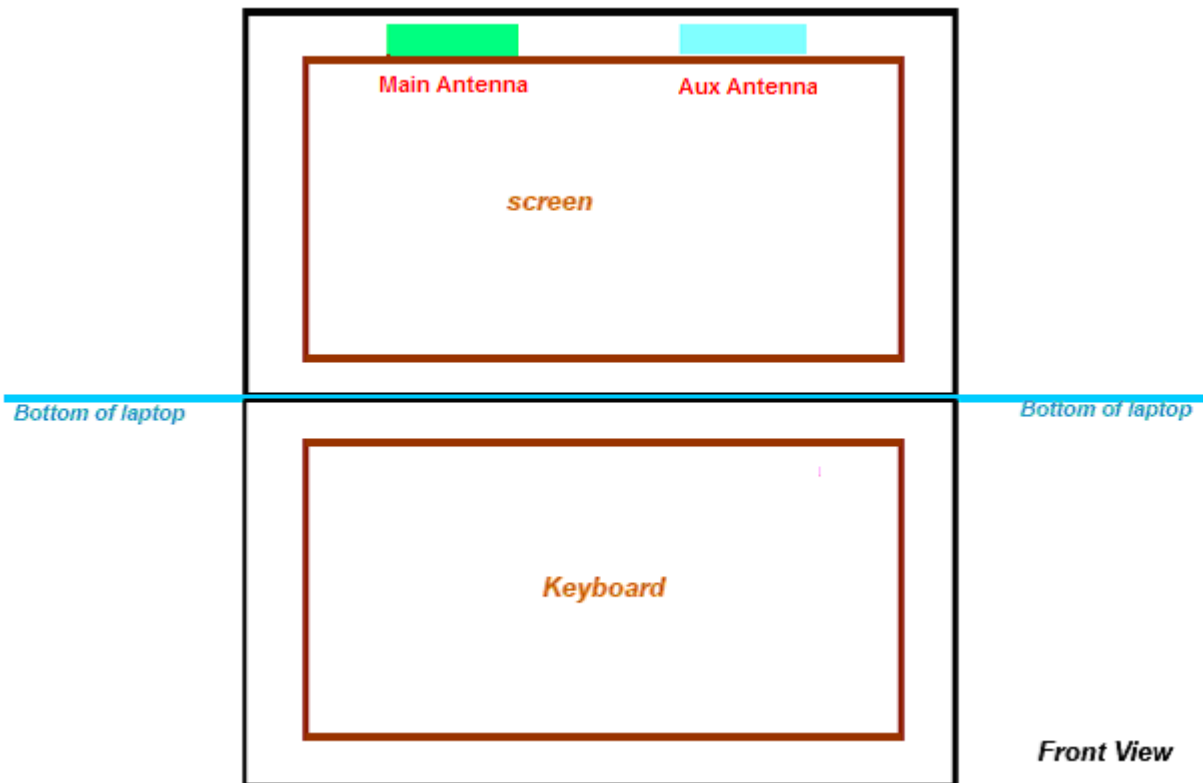 Main Antenna
Aux Antenna
screen
Bottom of laptop
Bottom of laptop
Keyboard
Front View